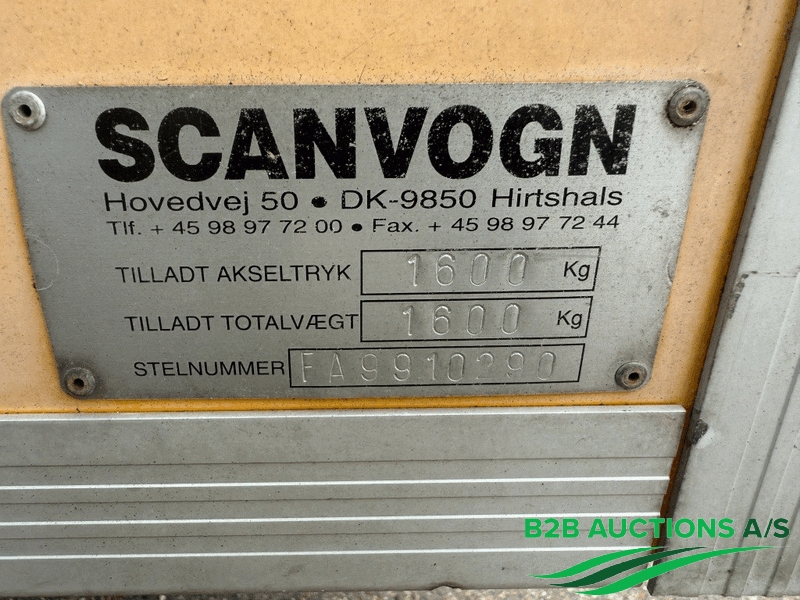 SCANVOGN
Hovedvej 50 • DK-9850 Hirtshals
Tlf. + 45 98 97 72 00 • Fax. + 45 98 97 72 44
TILLADT AKSELTRYK 1600 Kg
TILLADT TOTALVÆGT 1600 Kg
STELNUMMER FA9910290
B2B AUCTIONS A/S